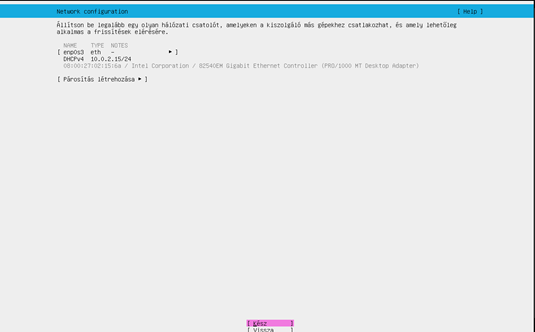 Network configuration [ Help ]
Állítson be legalább egy olyan hálózati csatolót, amelyeken a kiszolgáló más gépekhez csatlakozhat, és amely lehetőleg
alkalmas a frissítések elérésére.
NAME TYPE NOTES
[ enp0s3 eth - ▸ ]
DHCPv4 10.0.2.15/24
08:00:27:02:15:6a / Intel Corporation / 82540EM Gigabit Ethernet Controller (PRO/1000 MT Desktop Adapter)
[ Párosítás létrehozása ▸ ]
[ Kész ]
[ Vissza ]